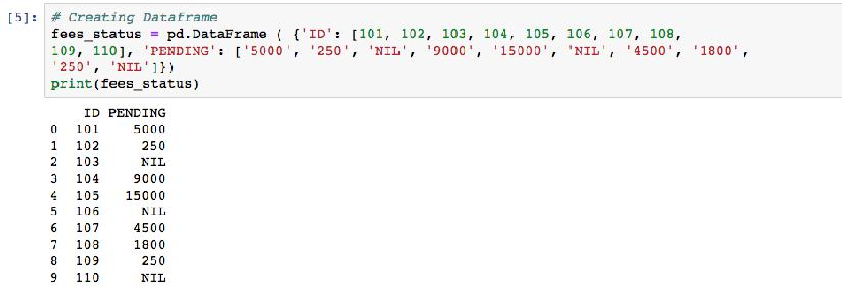 [5]: # Creating DataFrame
fees_status = pd.DataFrame ( {'ID': [101, 102, 103, 104, 105, 106, 107, 108,
109, 110], 'PENDING': ['5000', '250', 'NIL', '9000', '15000', 'NIL', '4500', '1800',
'250', 'NIL']})
print(fees_status)
ID PENDING
0 101 5000
1 102 250
2 103 NIL
3 104 9000
4 105 15000
5 106 NIL
6 107 4500
7 108 1800
8 109 250
9 110 NIL